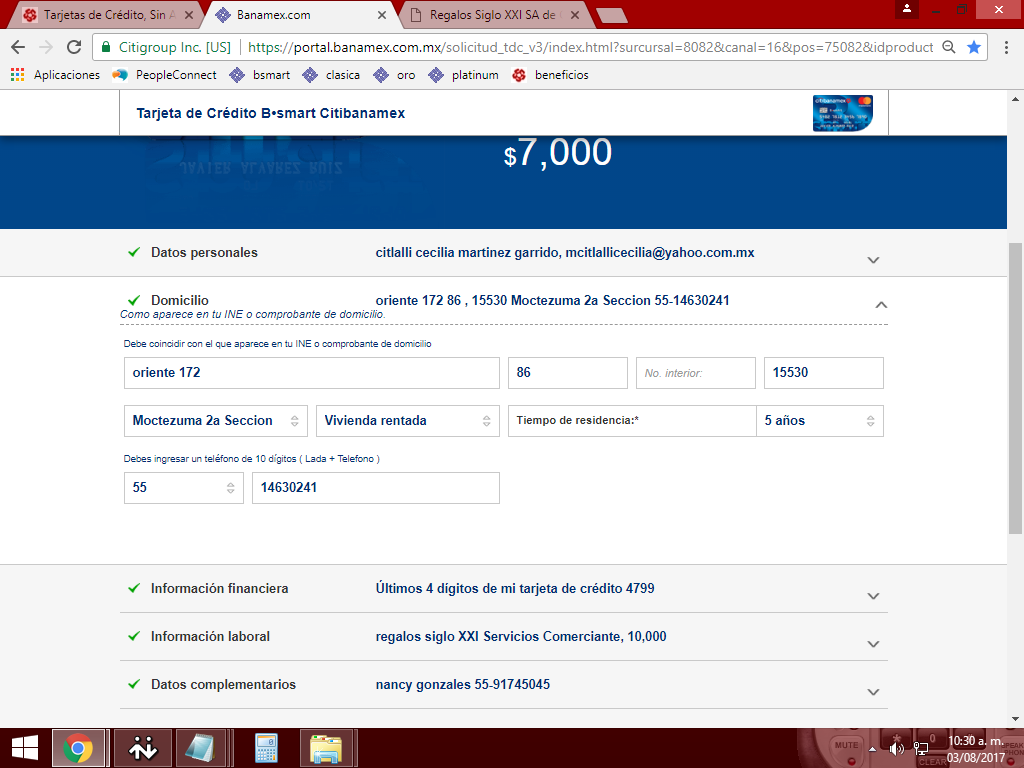 Tarjetas de Crédito, Sin A
Banamex.com
Regalos Siglo XXI SA de
Citigroup Inc. [US]
https://portal.banamex.com.mx/solicitud_tdc_v3/index.html?surcursal=8082&canal=16&pos=75082&idproduct
Aplicaciones PeopleConnect bsmart clasica oro platinum beneficios
Tarjeta de Crédito B•smart Citibanamex
citibanamex
$7,000
JAVIER ALVAREZ RUIZ
Datos personales citlalli cecilia martinez garrido, mcitlallicecilia@yahoo.com.mx
Domicilio oriente 172 86 , 15530 Moctezuma 2a Seccion 55-14630241
Como aparece en tu INE o comprobante de domicilio.
Debe coincidir con el que aparece en tu INE o comprobante de domicilio
oriente 172 86 No. interior: 15530
Moctezuma 2a Seccion Vivienda rentada Tiempo de residencia:* 5 años
Debes ingresar un teléfono de 10 dígitos ( Lada + Telefono )
55 14630241
Información financiera Últimos 4 dígitos de mi tarjeta de crédito 4799
Información laboral regalos siglo XXI Servicios Comerciante, 10,000
Datos complementarios nancy gonzales 55-91745045
MUTE
0
CLEAR
10:30 a. m.
03/08/2017